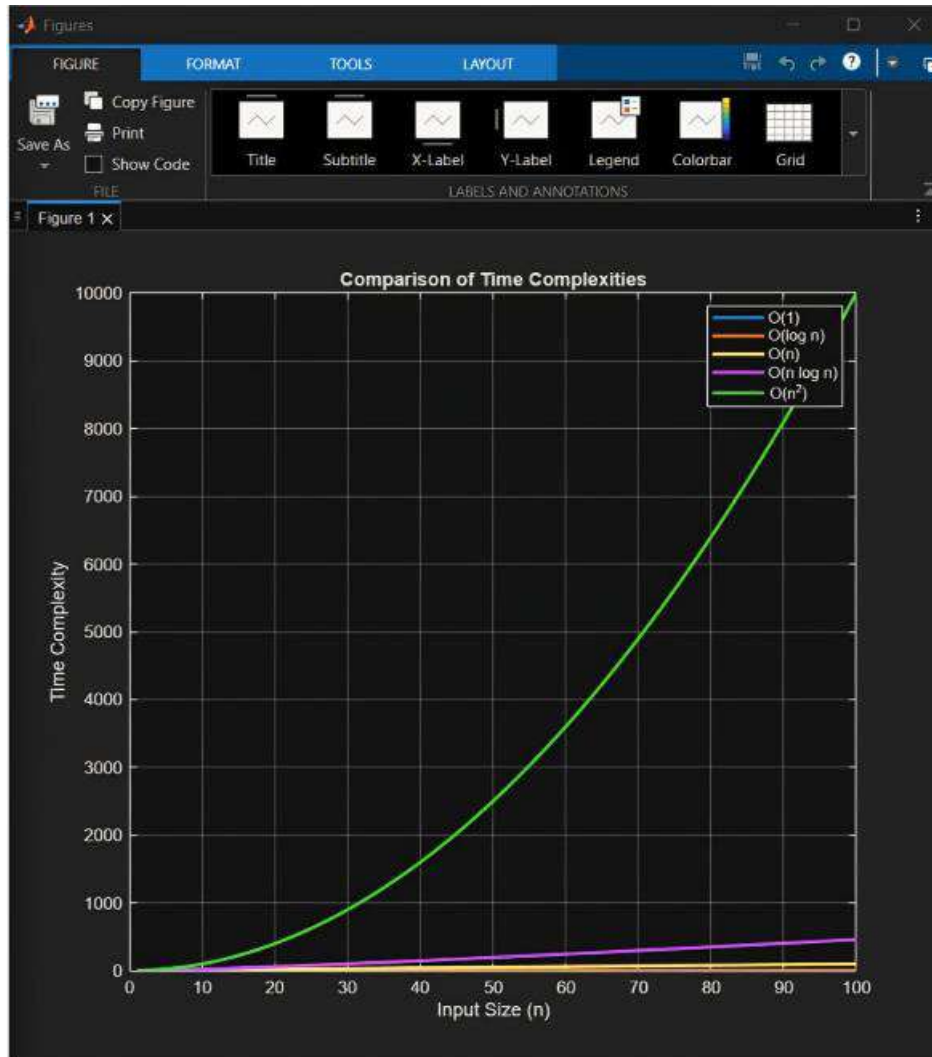 Figures
FIGURE FORMAT TOOLS LAYOUT
Save As
Copy Figure
Print
Show Code
FILE
Title Subtitle X-Label Y-Label Legend Colorbar Grid
LABELS AND ANNOTATIONS
Figure 1
Comparison of Time Complexities
10000
9000
8000
7000
6000
5000
4000
3000
2000
1000
0
Time Complexity
O(1)
O(log n)
O(n)
O(n log n)
O(n²)
0 10 20 30 40 50 60 70 80 90 100
Input Size (n)